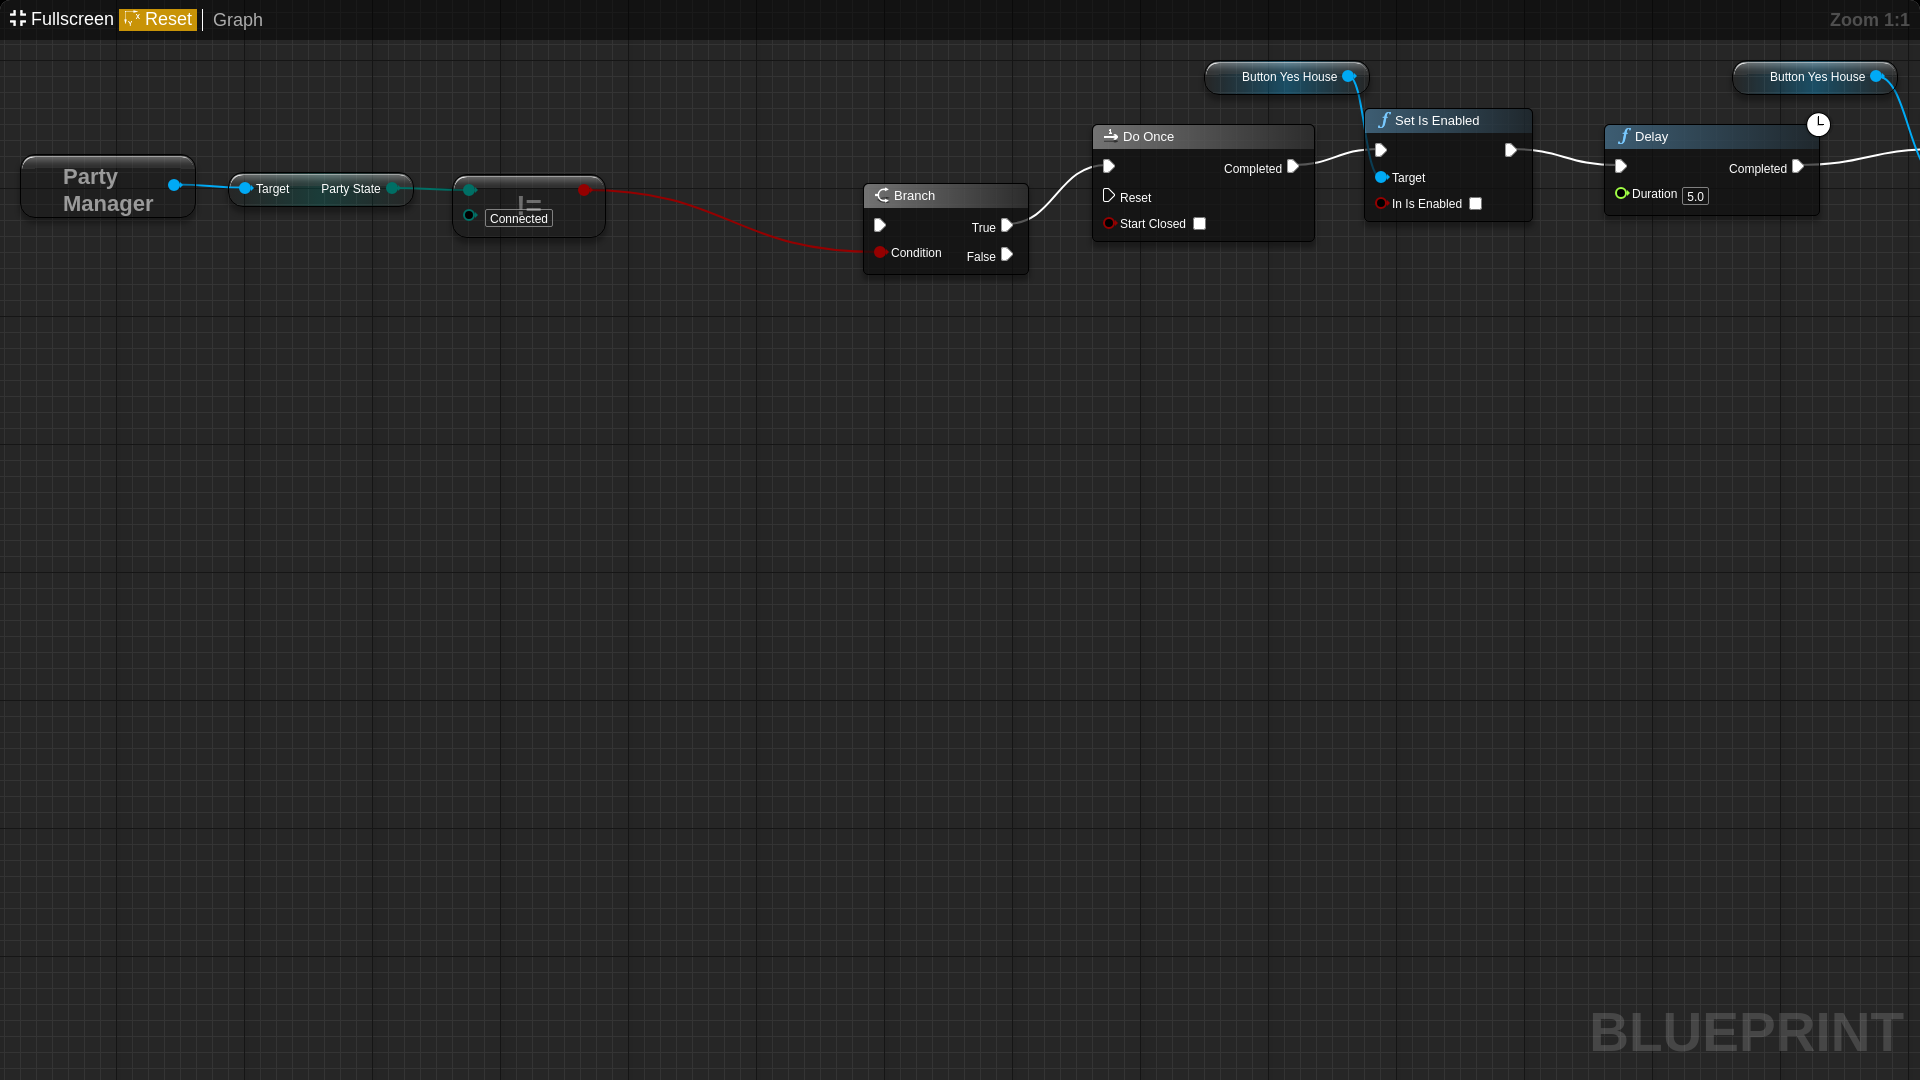 Fullscreen Reset Graph Zoom 1:1
Button Yes House
Button Yes House
Set Is Enabled
Target
In Is Enabled
Do Once
Completed
Reset
Start Closed
Delay
Completed
Duration 5.0
Party
Manager
Target Party State
!=
Connected
Branch
True
Condition False
BLUEPRINT